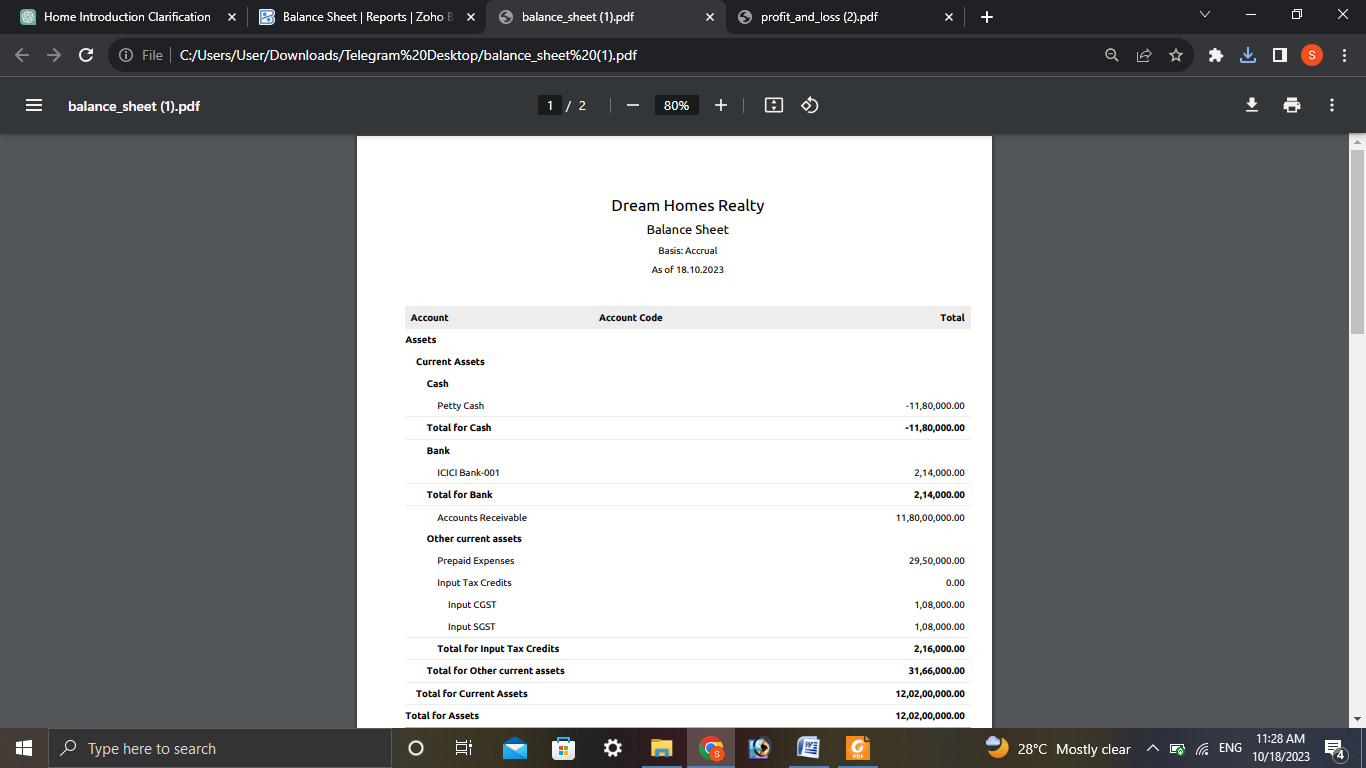 Home Introduction Clarification
Balance Sheet | Reports | Zoho B
balance_sheet (1).pdf
profit_and_loss (2).pdf
File
C:/Users/User/Downloads/Telegram%20Desktop/balance_sheet%20(1).pdf
S
balance_sheet (1).pdf
1 / 2
80%
Dream Homes Realty
Balance Sheet
Basis: Accrual
As of 18.10.2023
Account Account Code Total
Assets
Current Assets
Cash
Petty Cash -11,80,000.00
Total for Cash -11,80,000.00
Bank
ICICI Bank-001 2,14,000.00
Total for Bank 2,14,000.00
Accounts Receivable 11,80,00,000.00
Other current assets
Prepaid Expenses 29,50,000.00
Input Tax Credits 0.00
Input CGST 1,08,000.00
Input SGST 1,08,000.00
Total for Input Tax Credits 2,16,000.00
Total for Other current assets 31,66,000.00
Total for Current Assets 12,02,00,000.00
Total for Assets 12,02,00,000.00
Type here to search
28°C Mostly clear
ENG
11:28 AM
10/18/2023
4